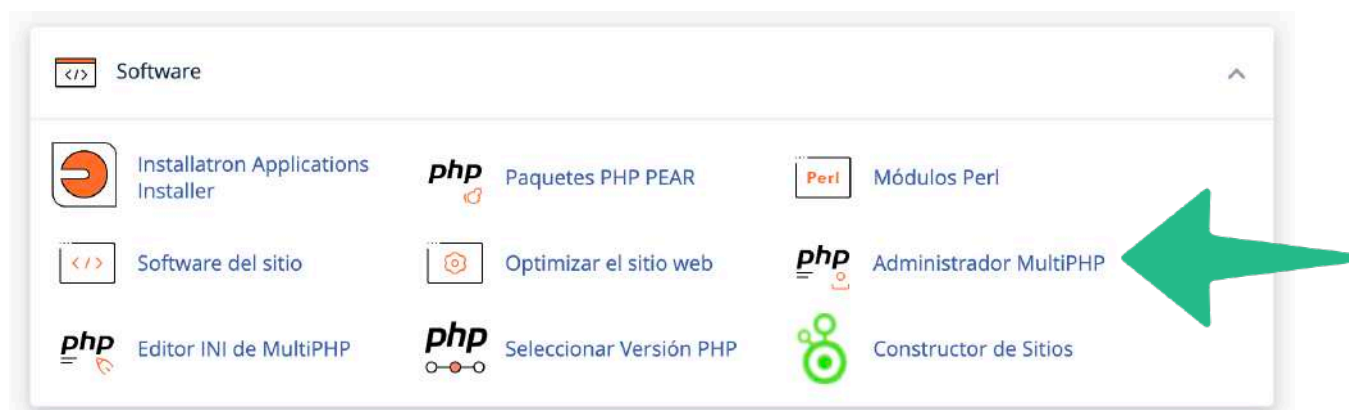 </> Software
Installatron Applications
Installer
php Paquetes PHP PEAR
Perl Módulos Perl
</> Software del sitio
Optimizar el sitio web
php Administrador MultiPHP
php Editor INI de MultiPHP
php Seleccionar Versión PHP
Constructor de Sitios